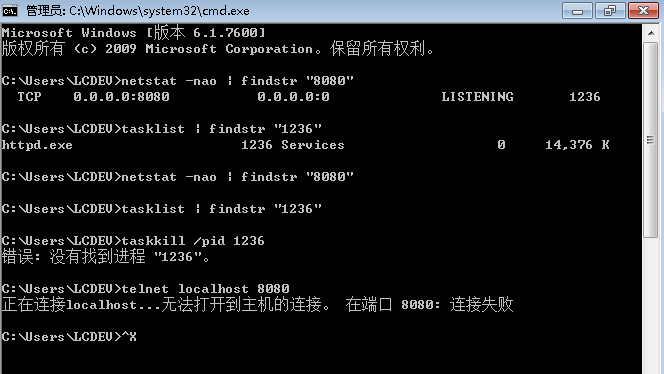 管理员: C:\Windows\system32\cmd.exe
Microsoft Windows [版本 6.1.7600]
版权所有 (c) 2009 Microsoft Corporation。保留所有权利。
C:\Users\LCDEV>netstat -nao | findstr "8080"
TCP    0.0.0.0:8080           0.0.0.0:0              LISTENING       1236
C:\Users\LCDEV>tasklist | findstr "1236"
httpd.exe                     1236 Services                   0     14,376 K
C:\Users\LCDEV>netstat -nao | findstr "8080"
C:\Users\LCDEV>tasklist | findstr "1236"
C:\Users\LCDEV>taskkill /pid 1236
错误: 没有找到进程 "1236"。
C:\Users\LCDEV>telnet localhost 8080
正在连接localhost...无法打开到主机的连接。 在端口 8080: 连接失败
C:\Users\LCDEV>^X